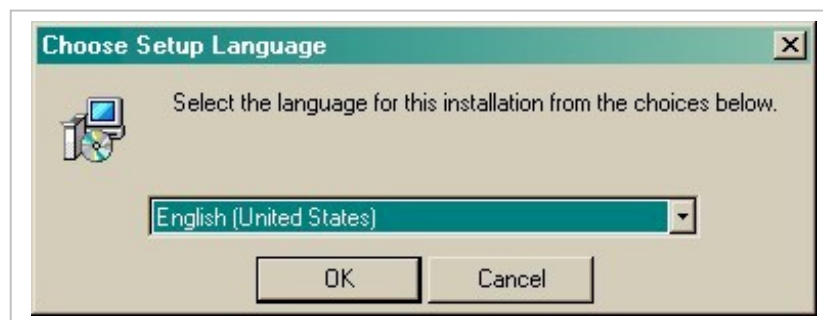 Choose Setup Language
Select the language for this installation from the choices below.
English (United States)
OK
Cancel